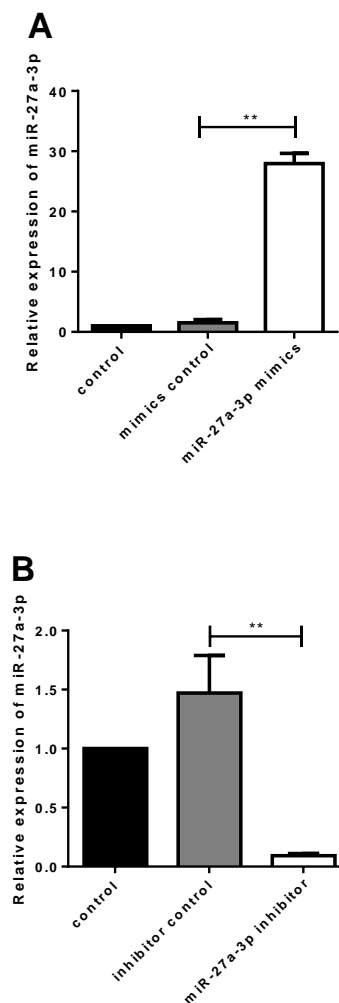 A
Relative expression of miR-27a-3p
40
30
20
10
0
**
control
mimics control
miR-27a-3p mimics
B
Relative expression of miR-27a-3p
2.0
1.5
1.0
0.5
0.0
**
control
inhibitor control
miR-27a-3p inhibitor